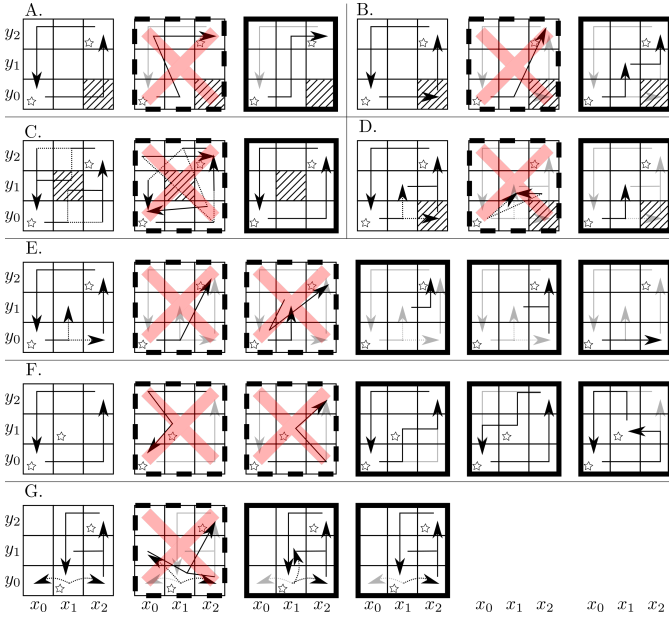 A.
B.
y₂
y₁
y₀
C.
D.
y₂
y₁
y₀
E.
y₂
y₁
y₀
F.
y₂
y₁
y₀
G.
y₂
y₁
y₀
x₀ x₁ x₂ x₀ x₁ x₂ x₀ x₁ x₂ x₀ x₁ x₂ x₀ x₁ x₂ x₀ x₁ x₂